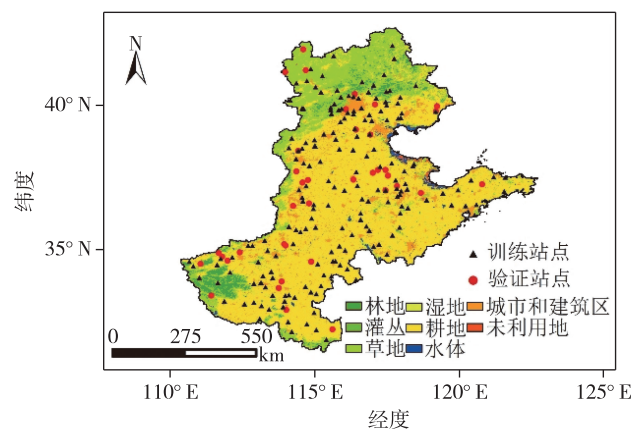 N
40° N
35° N
纬度
▲ 训练站点
● 验证站点
林地 湿地 城市和建筑区
灌丛 耕地 未利用地
草地 水体
0 275 550
km
110° E 115° E 120° E 125° E
经度